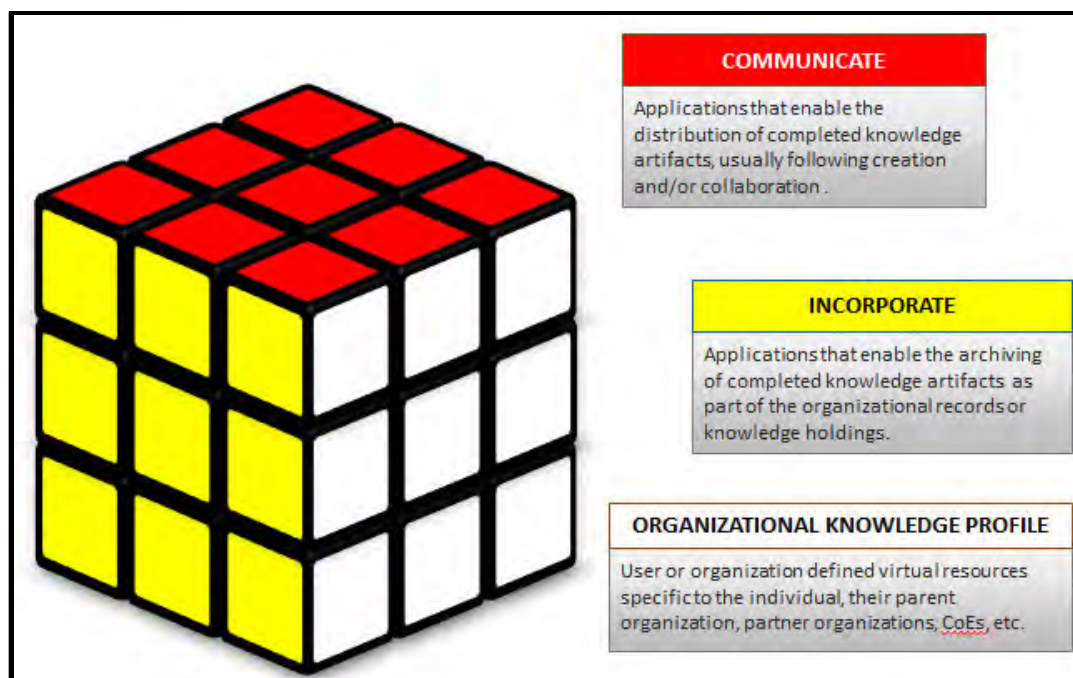 COMMUNICATE
Applications that enable the
distribution of completed knowledge
artifacts, usually following creation
and/or collaboration .
INCORPORATE
Applications that enable the archiving
of completed knowledge artifacts as
part of the organizational records or
knowledge holdings.
ORGANIZATIONAL KNOWLEDGE PROFILE
User or organization defined virtual resources
specific to the individual, their parent
organization, partner organizations, CoEs, etc.